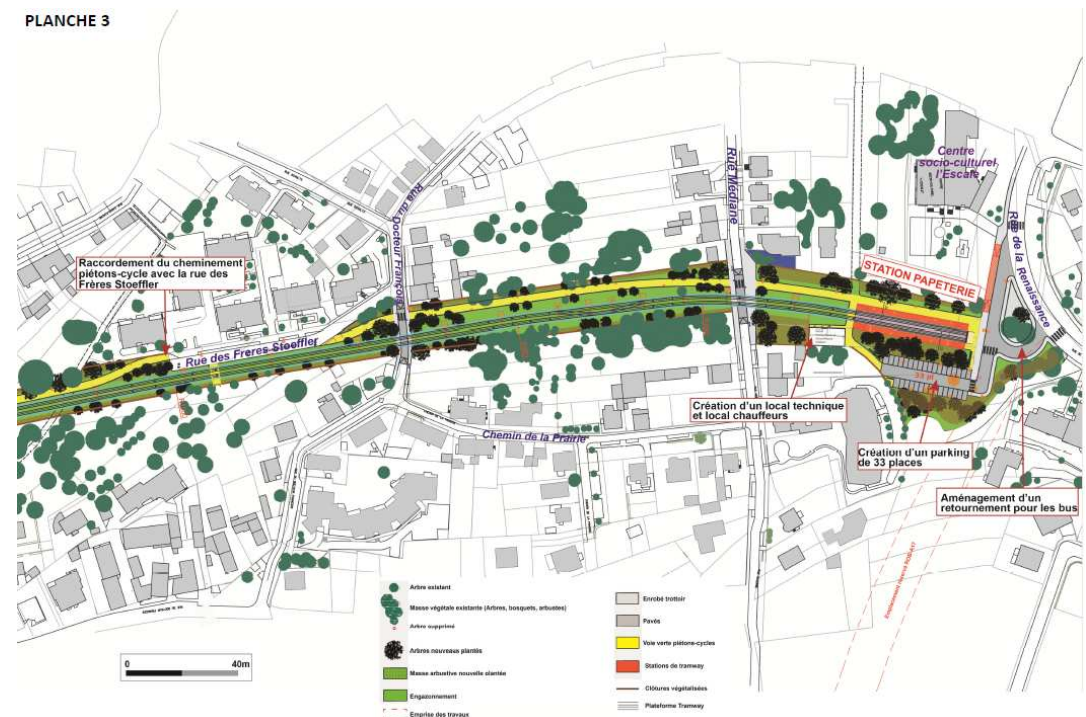 PLANCHE 3
Centre
socio-culturel
l'Escale
Rue Médiane
Rue du
Docteur François
Rue de la Renaissance
Raccordement du cheminement
piétons-cycle avec la rue des
Frères Stoeffler
STATION PAPETERIE
Rue des Frères Stoeffler
33 pl
Création d'un local technique
et local chauffeurs
Chemin de la Prairie
Création d'un parking
de 33 places
Aménagement d'un
retournement pour les bus
Arbre existant
Masse végétale existante (Arbres, bosquets, arbustes)
Arbre supprimé
Arbres nouveaux plantés
Masse arbustive nouvelle plantée
Engazonnement
Emprise des travaux
Enrobé trottoir
Pavés
Voie verte piétons-cycles
Stations de tramway
Clôtures végétalisées
Plateforme Tramway
0 40m